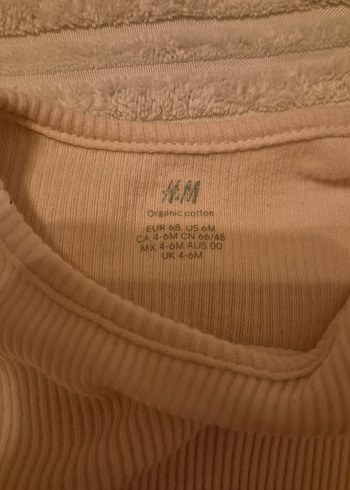 H&M
Organic cotton
EUR 68 US 6M
CA 4-6M CN 66/48
MX 4-6M AUS 00
UK 4-6M